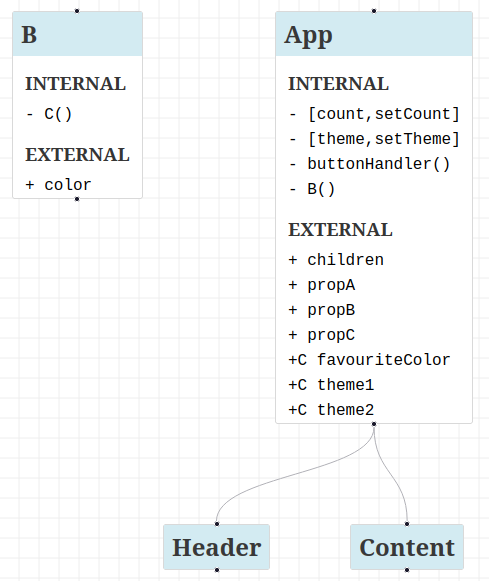 B
INTERNAL
- C()
EXTERNAL
+ color
App
INTERNAL
- [count,setCount]
- [theme,setTheme]
- buttonHandler()
- B()
EXTERNAL
+ children
+ propA
+ propB
+ propC
+C favouriteColor
+C theme1
+C theme2
Header
Content